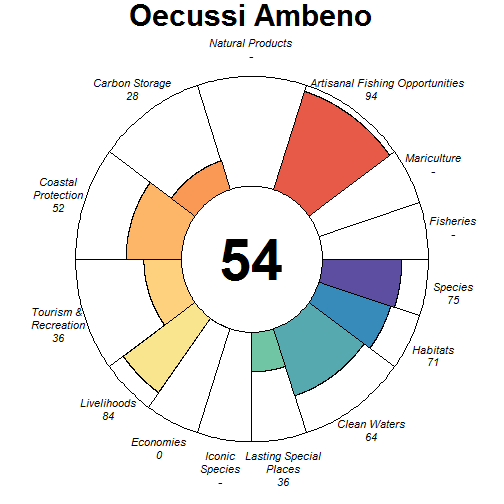 Oecussi Ambeno
Natural Products
-
Carbon Storage
28
Artisanal Fishing Opportunities
94
Mariculture
-
Coastal
Protection
52
Fisheries
-
54
Species
75
Tourism &
Recreation
36
Habitats
71
Livelihoods
84
Clean Waters
64
Economies
0
Iconic
Species
-
Lasting Special
Places
36